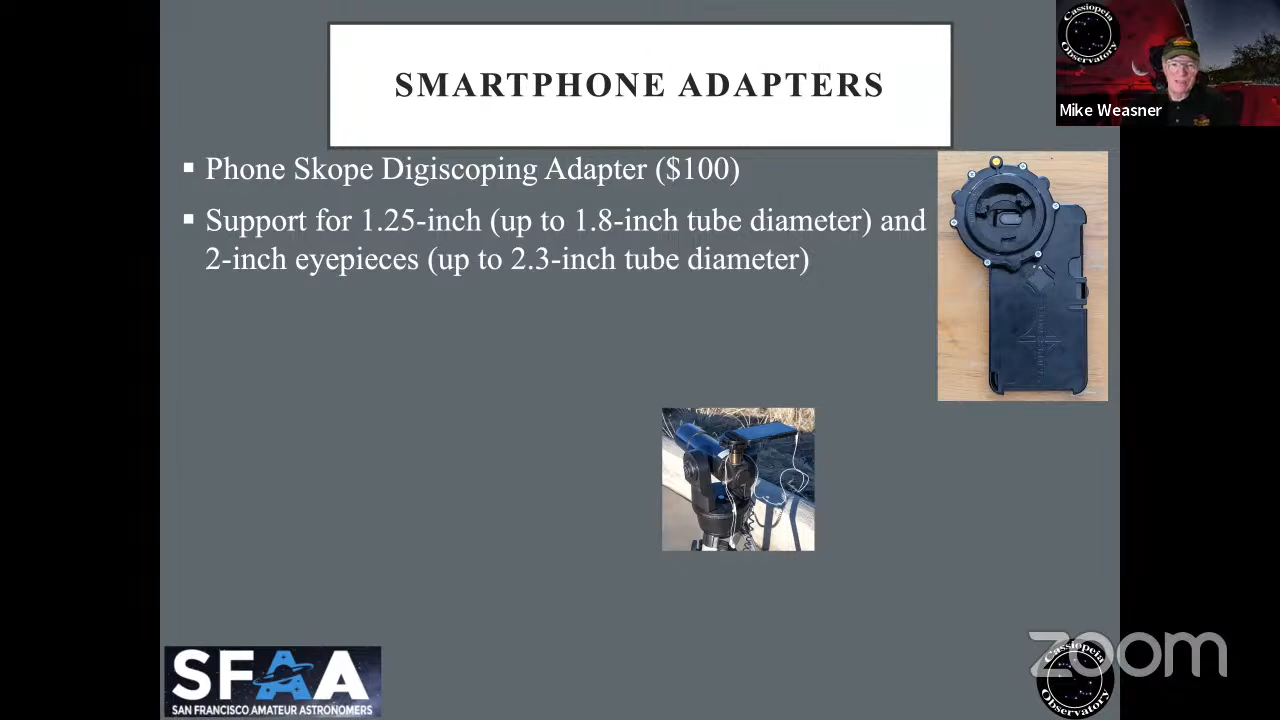 SMARTPHONE ADAPTERS
Cassiopeia
Observatory
Mike Weasner
▪ Phone Skope Digiscoping Adapter ($100)
▪ Support for 1.25-inch (up to 1.8-inch tube diameter) and
2-inch eyepieces (up to 2.3-inch tube diameter)
SFAA
SAN FRANCISCO AMATEUR ASTRONOMERS
zoom
Cassiopeia
Observatory